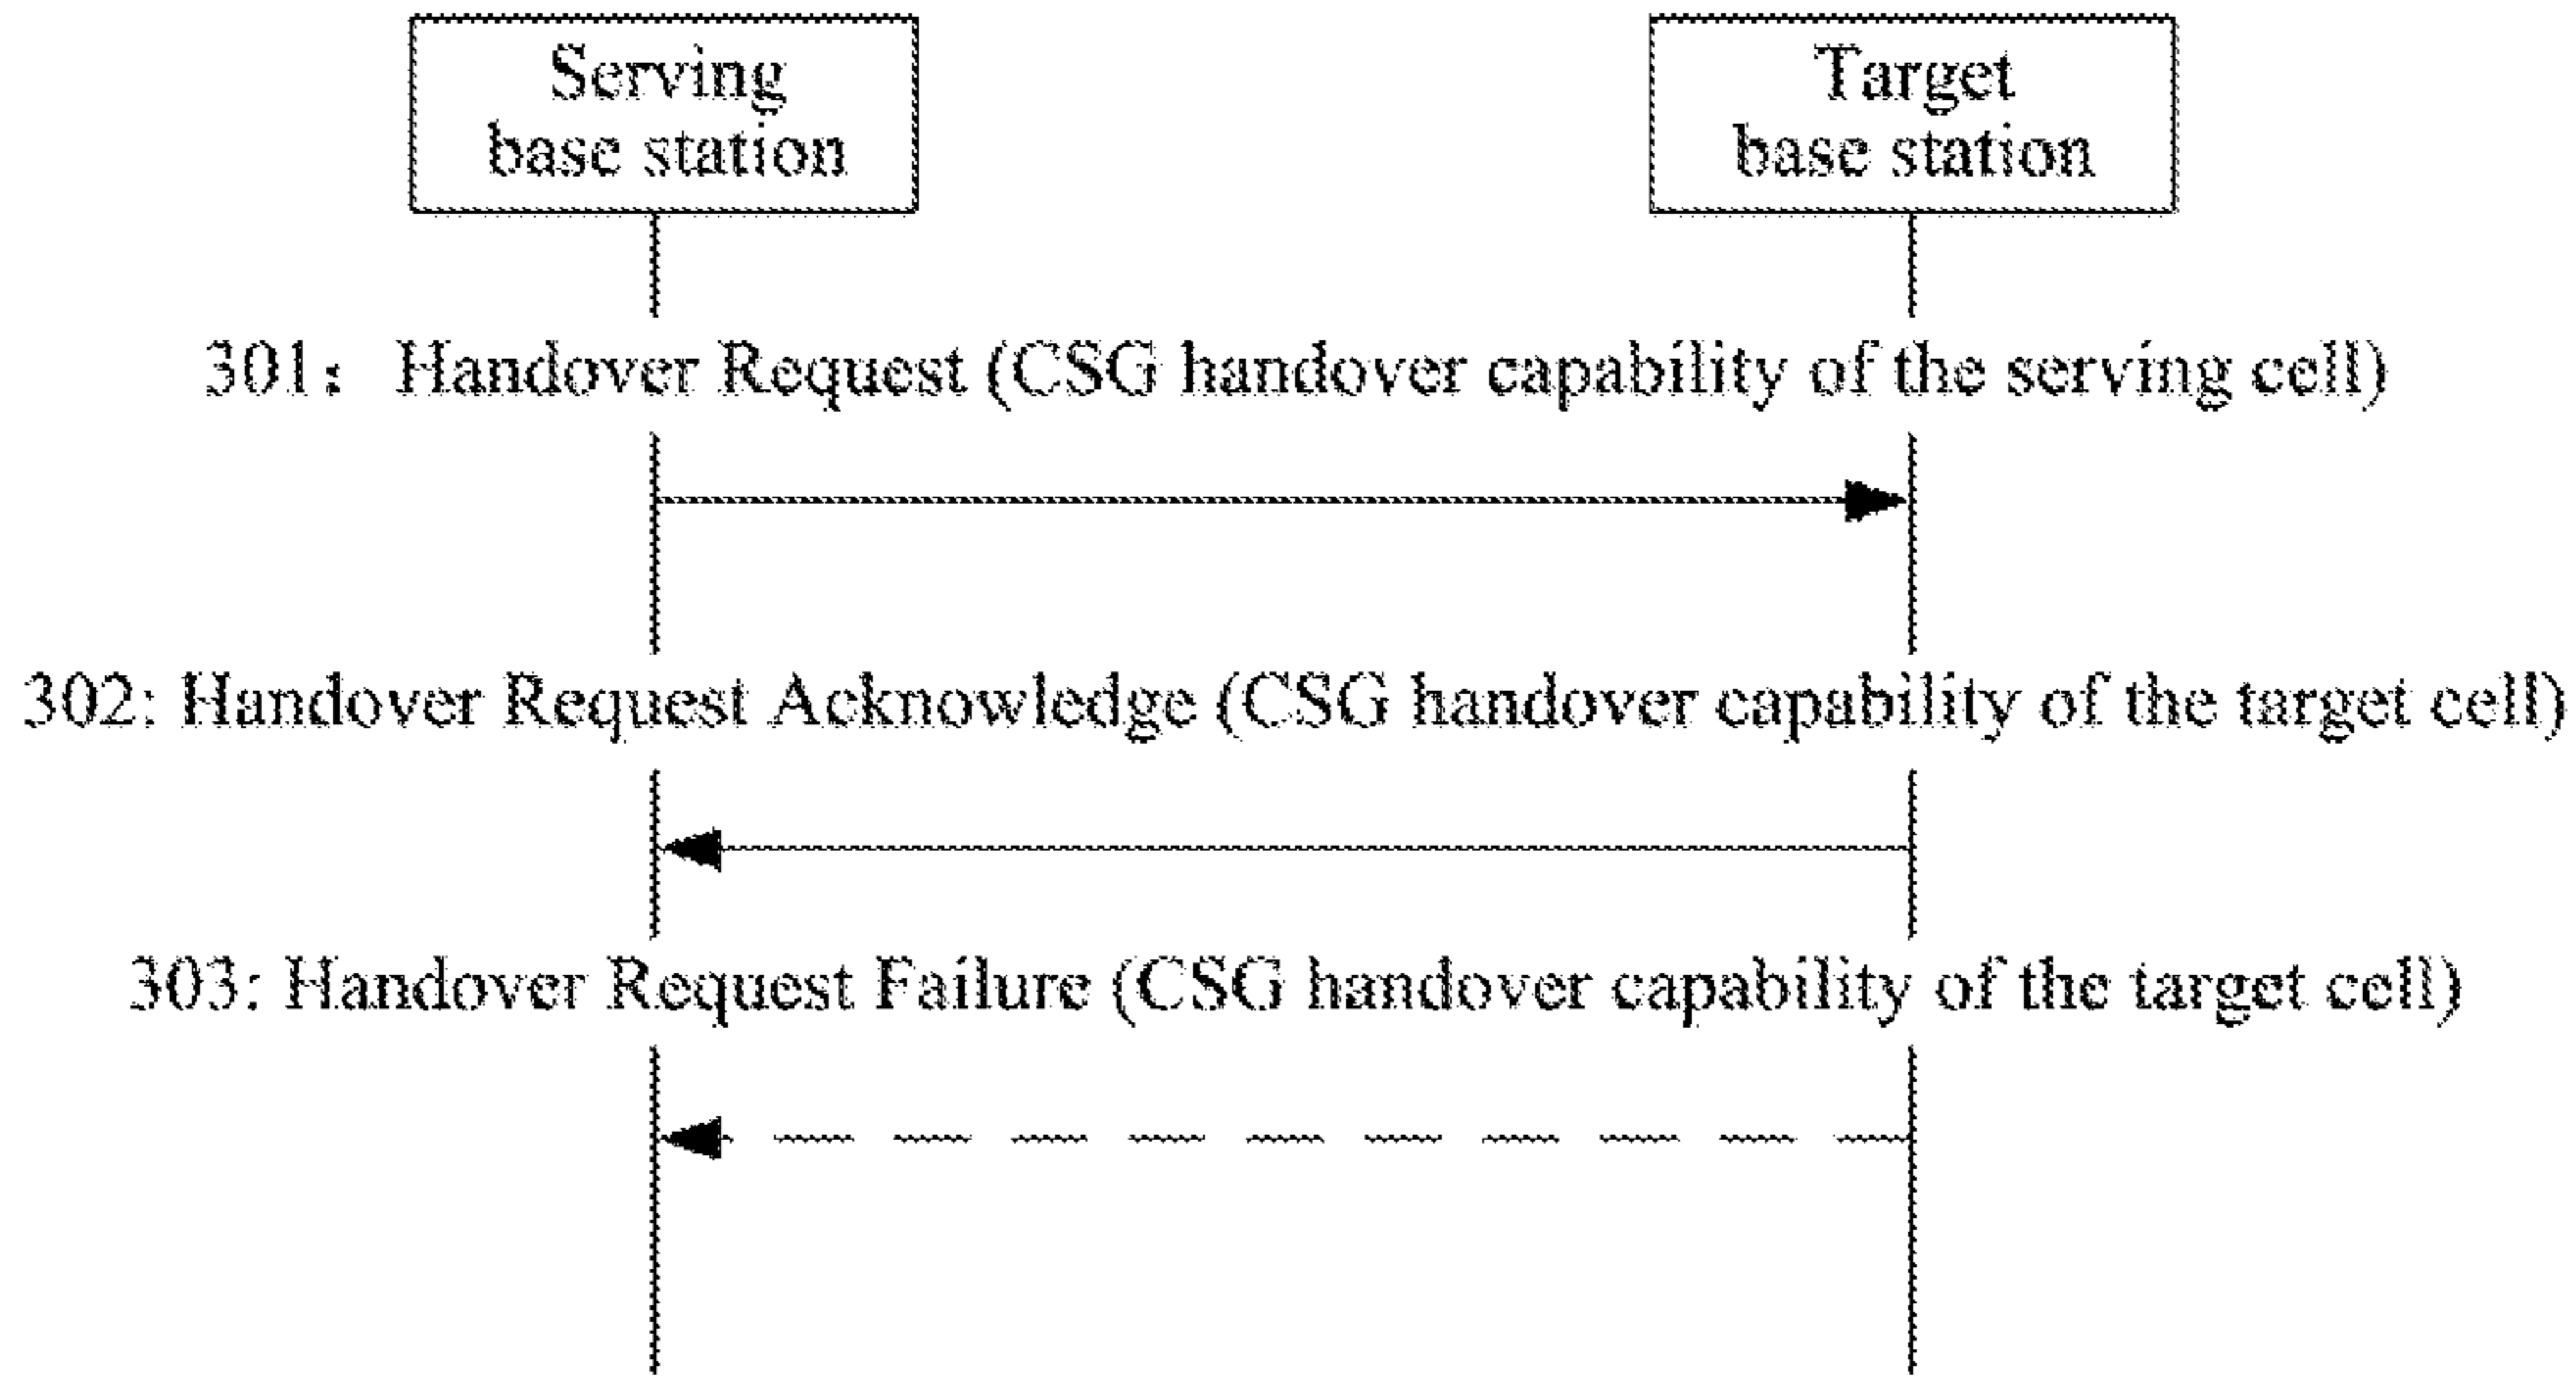 Serving
base station
Target
base station
301: Handover Request (CSG handover capability of the serving cell)
302: Handover Request Acknowledge (CSG handover capability of the target cell)
303: Handover Request Failure (CSG handover capability of the target cell)